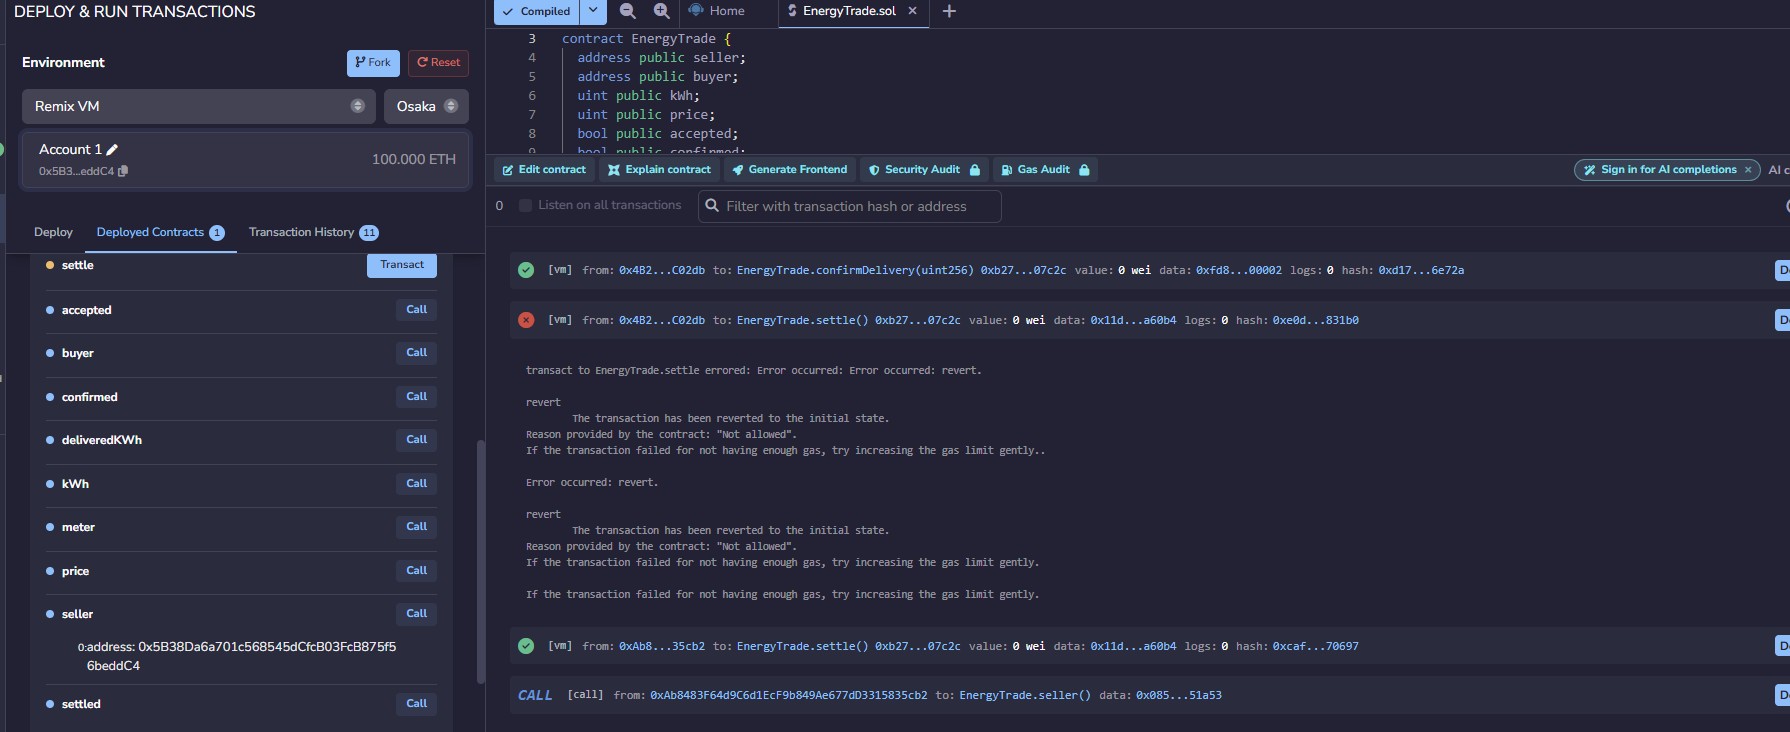 DEPLOY & RUN TRANSACTIONS
Environment
Fork
Reset
Remix VM
Osaka
Account 1
0x5B3...eddC4
100.000 ETH
Deploy
Deployed Contracts 1
Transaction History 11
settle
Transact
accepted
Call
buyer
Call
confirmed
Call
deliveredKWh
Call
kWh
Call
meter
Call
price
Call
seller
Call
0:address: 0x5B38Da6a701c568545dCfcB03FcB875f5
6beddC4
settled
Call
Compiled
Home
EnergyTrade.sol
3 contract EnergyTrade {
4 address public seller;
5 address public buyer;
6 uint public kWh;
7 uint public price;
8 bool public accepted;
9 bool public confirmed;
Edit contract
Explain contract
Generate Frontend
Security Audit
Gas Audit
Sign in for AI completions ×
AI c
0
Listen on all transactions
Filter with transaction hash or address
[vm] from: 0x4B2...C02db to: EnergyTrade.confirmDelivery(uint256) 0xb27...07c2c value: 0 wei data: 0xfd8...00002 logs: 0 hash: 0xd17...6e72a
[vm] from: 0x4B2...C02db to: EnergyTrade.settle() 0xb27...07c2c value: 0 wei data: 0x11d...a60b4 logs: 0 hash: 0xe0d...831b0
transact to EnergyTrade.settle errored: Error occurred: Error occurred: revert.
revert
The transaction has been reverted to the initial state.
Reason provided by the contract: "Not allowed".
If the transaction failed for not having enough gas, try increasing the gas limit gently..
Error occurred: revert.
revert
The transaction has been reverted to the initial state.
Reason provided by the contract: "Not allowed".
If the transaction failed for not having enough gas, try increasing the gas limit gently.
If the transaction failed for not having enough gas, try increasing the gas limit gently.
[vm] from: 0xAb8...35cb2 to: EnergyTrade.settle() 0xb27...07c2c value: 0 wei data: 0x11d...a60b4 logs: 0 hash: 0xcaf...70697
CALL [call] from: 0xAb8483F64d9C6d1EcF9b849Ae677dD3315835cb2 to: EnergyTrade.seller() data: 0x085...51a53